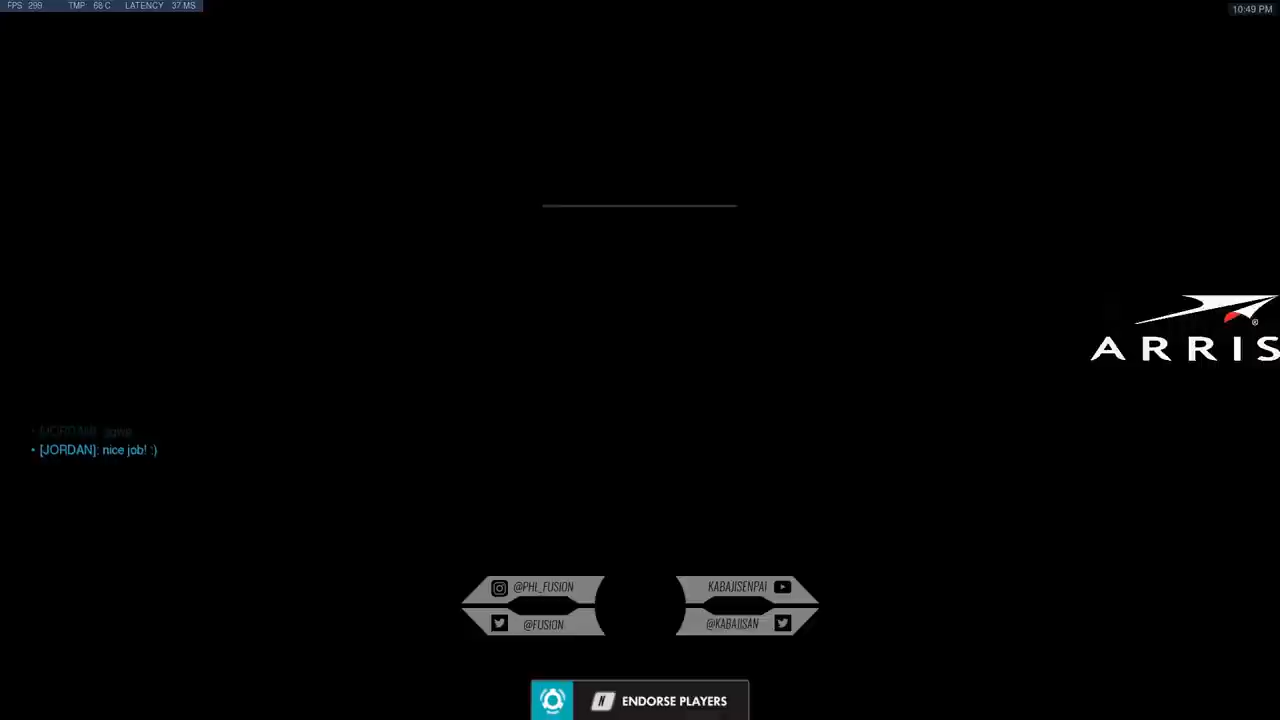 FPS 299 TMP 68 C LATENCY 37 MS
10:49 PM
ARRIS
[JORDAN]: nice job! :)
@PHL_FUSION
KABAJISENPAI
@FUSION
@KABAJISAN
N ENDORSE PLAYERS